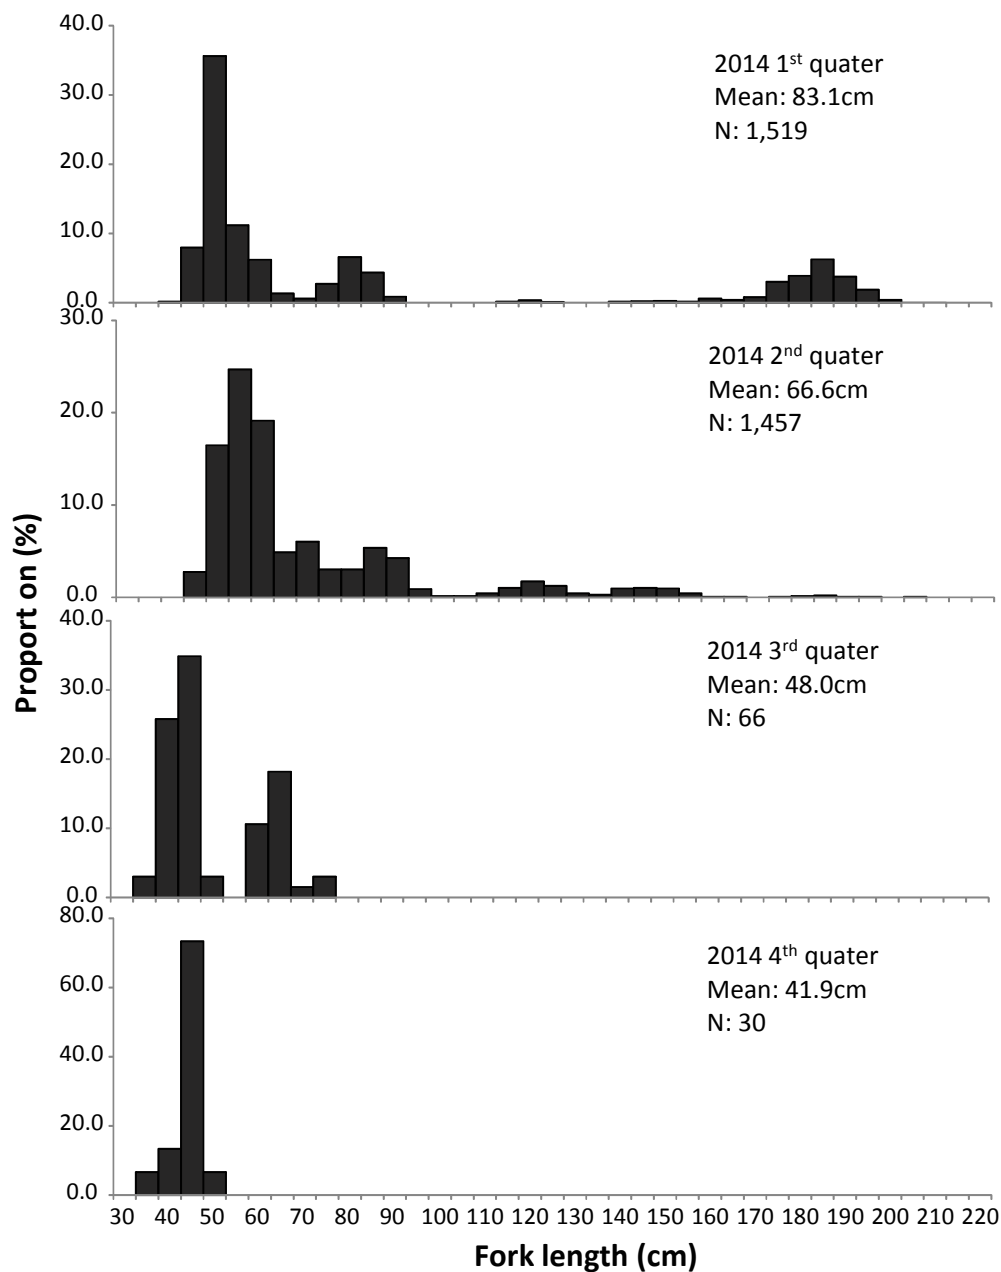 40.0
30.0
20.0
10.0
0.0
2014 1st quater
Mean: 83.1cm
N: 1,519
30.0
20.0
10.0
0.0
2014 2nd quater
Mean: 66.6cm
N: 1,457
Proport on (%)
40.0
30.0
20.0
10.0
0.0
2014 3rd quater
Mean: 48.0cm
N: 66
80.0
60.0
40.0
20.0
0.0
2014 4th quater
Mean: 41.9cm
N: 30
30 40 50 60 70 80 90 100 110 120 130 140 150 160 170 180 190 200 210 220
Fork length (cm)